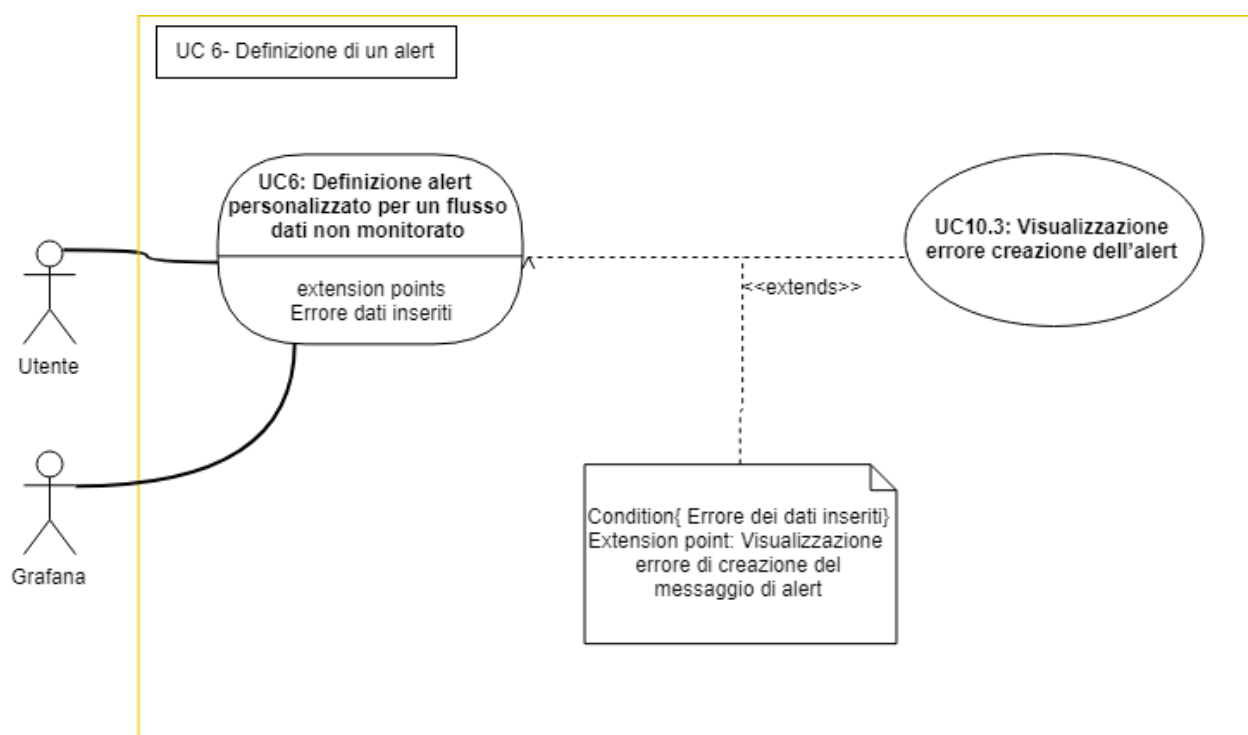 UC 6- Definizione di un alert
UC6: Definizione alert
personalizzato per un flusso
dati non monitorato
extension points
Errore dati inseriti
UC10.3: Visualizzazione
errore creazione dell'alert
<<extends>>
Utente
Condition{ Errore dei dati inseriti}
Extension point: Visualizzazione
errore di creazione del
messaggio di alert
Grafana